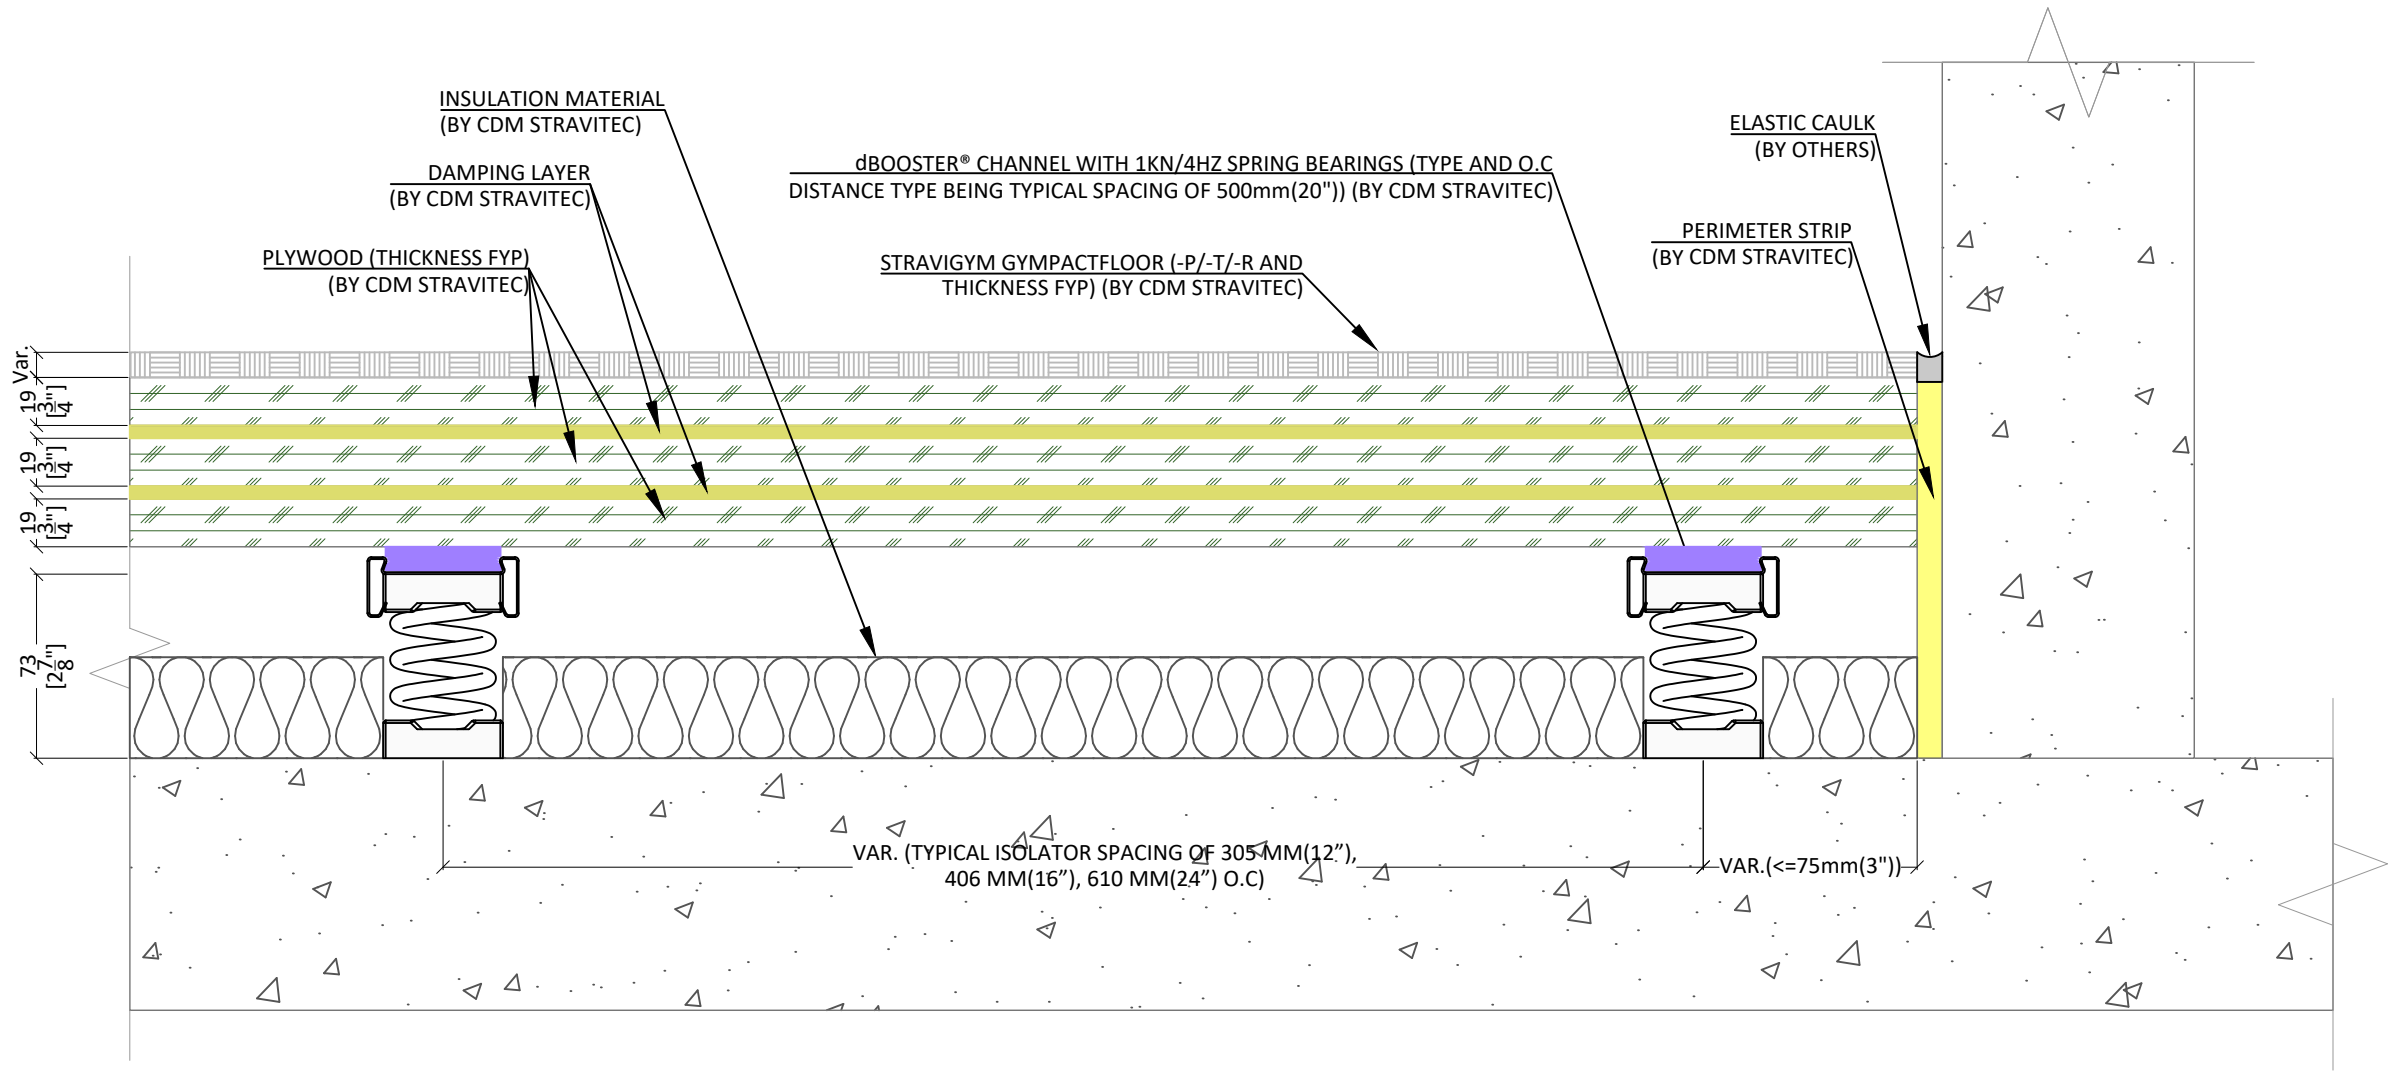 INSULATION MATERIAL
(BY CDM STRAVITEC)
DAMPING LAYER
(BY CDM STRAVITEC)
PLYWOOD (THICKNESS FYP)
(BY CDM STRAVITEC)
dBOOSTER® CHANNEL WITH 1KN/4HZ SPRING BEARINGS (TYPE AND O.C
DISTANCE TYPE BEING TYPICAL SPACING OF 500mm(20")) (BY CDM STRAVITEC)
STRAVIGYM GYMPACTFLOOR (-P/-T/-R AND
THICKNESS FYP) (BY CDM STRAVITEC)
ELASTIC CAULK
(BY OTHERS)
PERIMETER STRIP
(BY CDM STRAVITEC)
Var.
19
[3/4"]
19
[3/4"]
19
[3/4"]
73
[2 7/8"]
VAR. (TYPICAL ISOLATOR SPACING OF 305 MM(12”),
406 MM(16”), 610 MM(24”) O.C)
VAR.(<=75mm(3"))